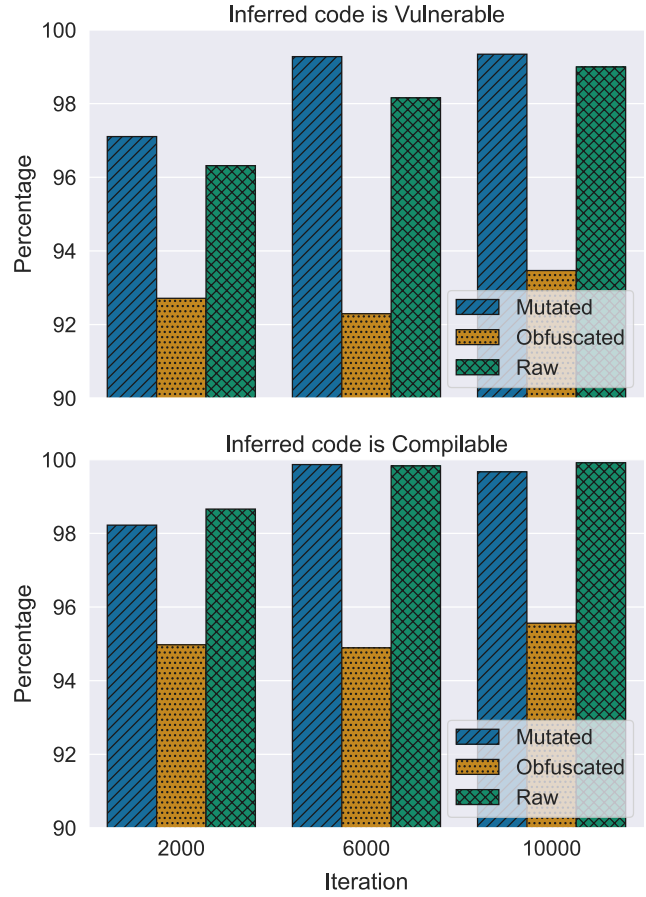 Inferred code is Vulnerable
100
98
96
94
92
90
Percentage
Mutated
Obfuscated
Raw
Inferred code is Compilable
100
98
96
94
92
90
Percentage
Mutated
Obfuscated
Raw
2000 6000 10000
Iteration